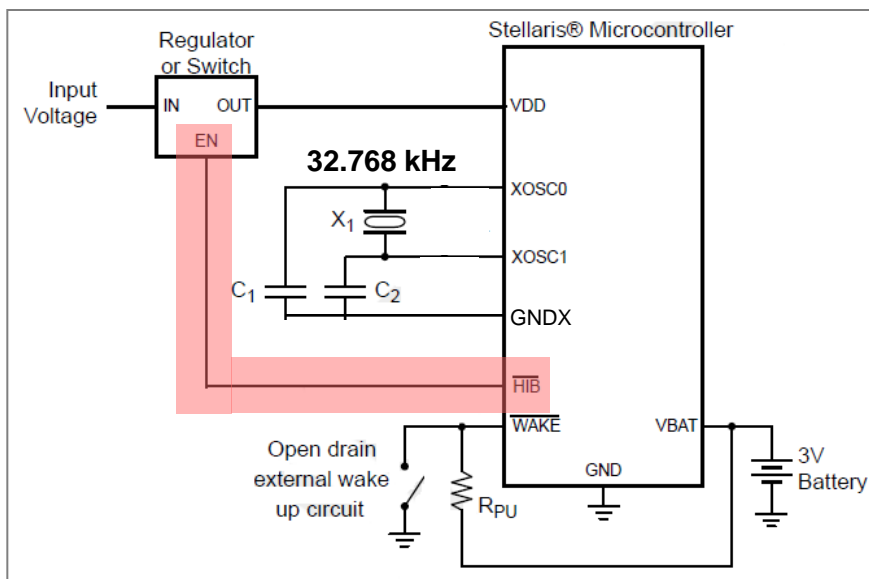 Stellaris® Microcontroller
Regulator
or Switch
Input
Voltage
IN
OUT
EN
VDD
32.768 kHz
XOSC0
X1
XOSC1
C1
C2
GNDX
HIB
WAKE
VBAT
Open drain
external wake
up circuit
RPU
GND
3V
Battery